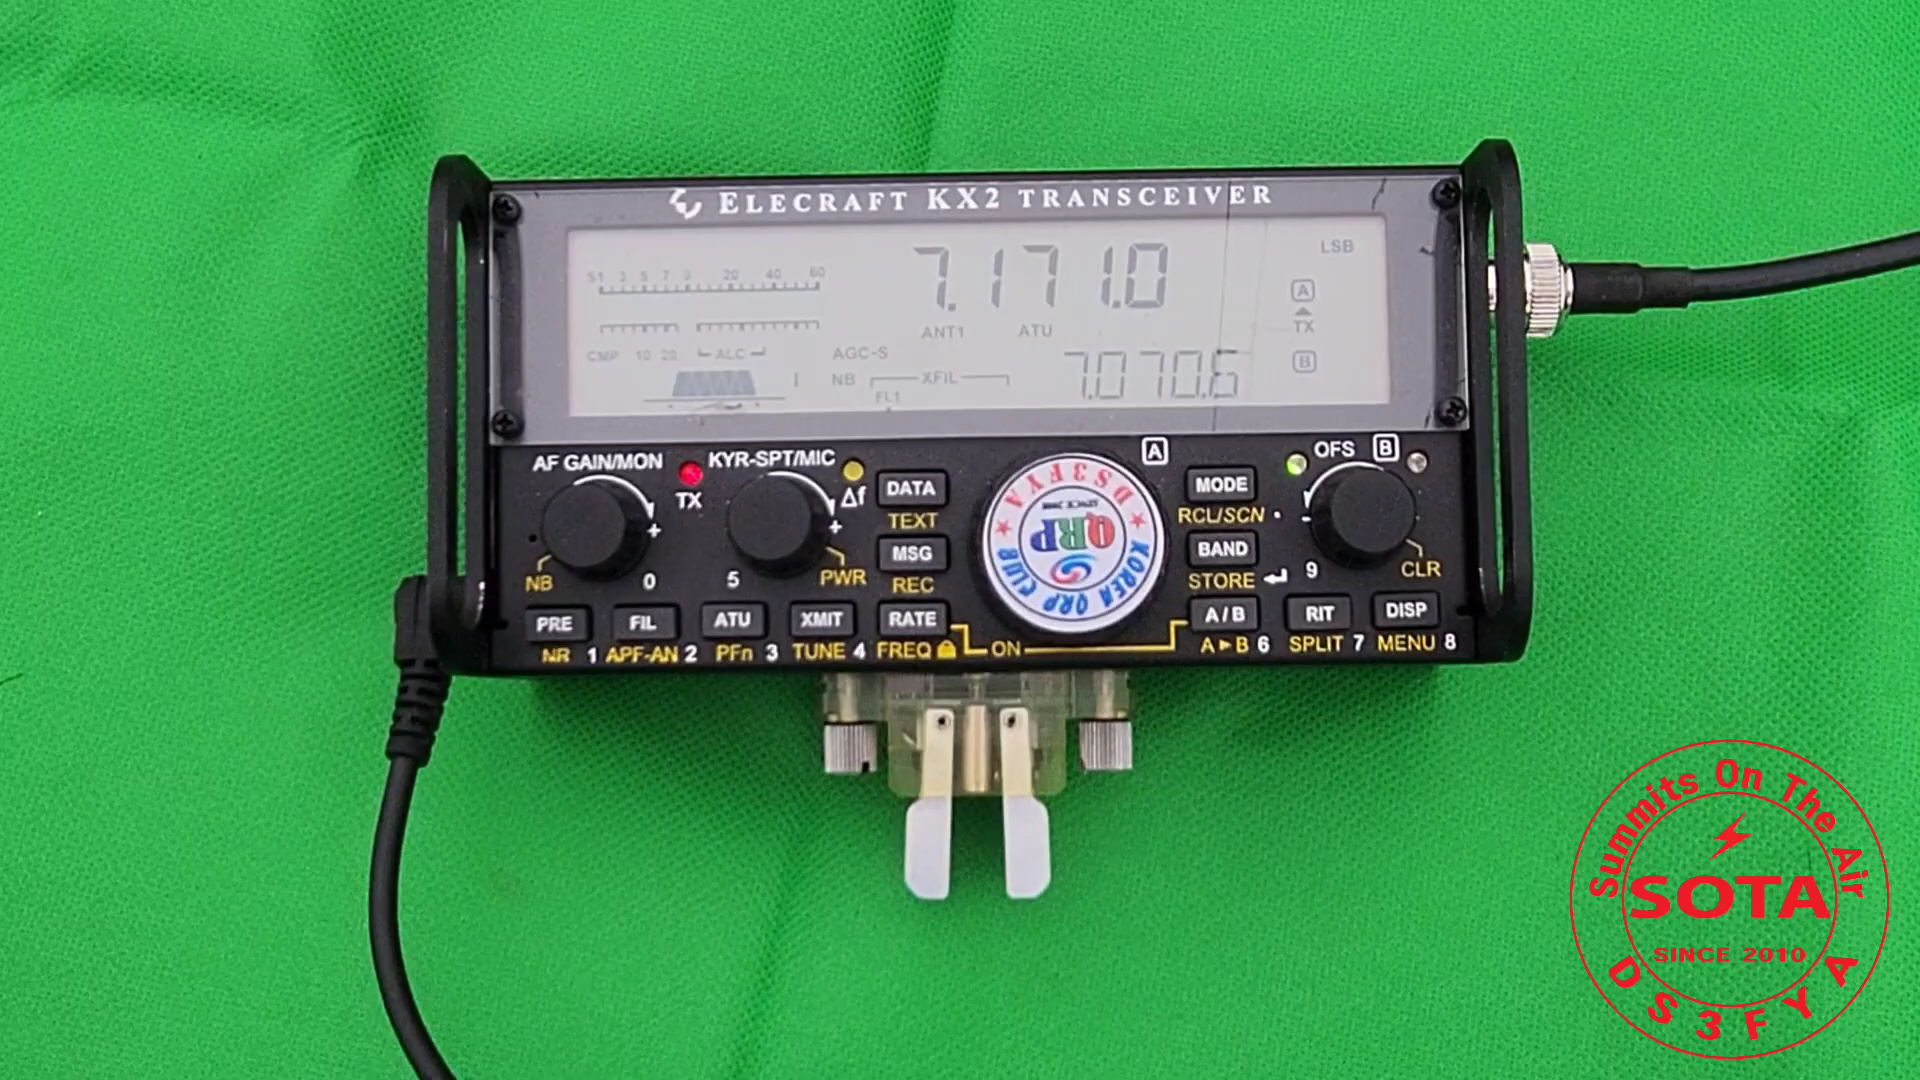 ELECRAFT KX2 TRANSCEIVER
S1 3 5 7 9 20 40 60
7.171.0
LSB
A
TX
B
ANT1 ATU
CMP 10 20 ALC
AGC-S
NB XFIL
FL1
7.070.6
AF GAIN/MON
TX
KYR-SPT/MIC
Δf
A
OFS B
DATA
TEXT
MSG
REC
MODE
RCL/SCN
BAND
STORE
NB 0 5 PWR
9 CLR
DS3FYA
QRP
KOREA QRP CLUB
PRE FIL ATU XMIT RATE A/B RIT DISP
NR 1 APF-AN 2 PFn 3 TUNE 4 FREQ ON A▶B 6 SPLIT 7 MENU 8
Summits On The Air
SOTA
SINCE 2010
DS3FYA